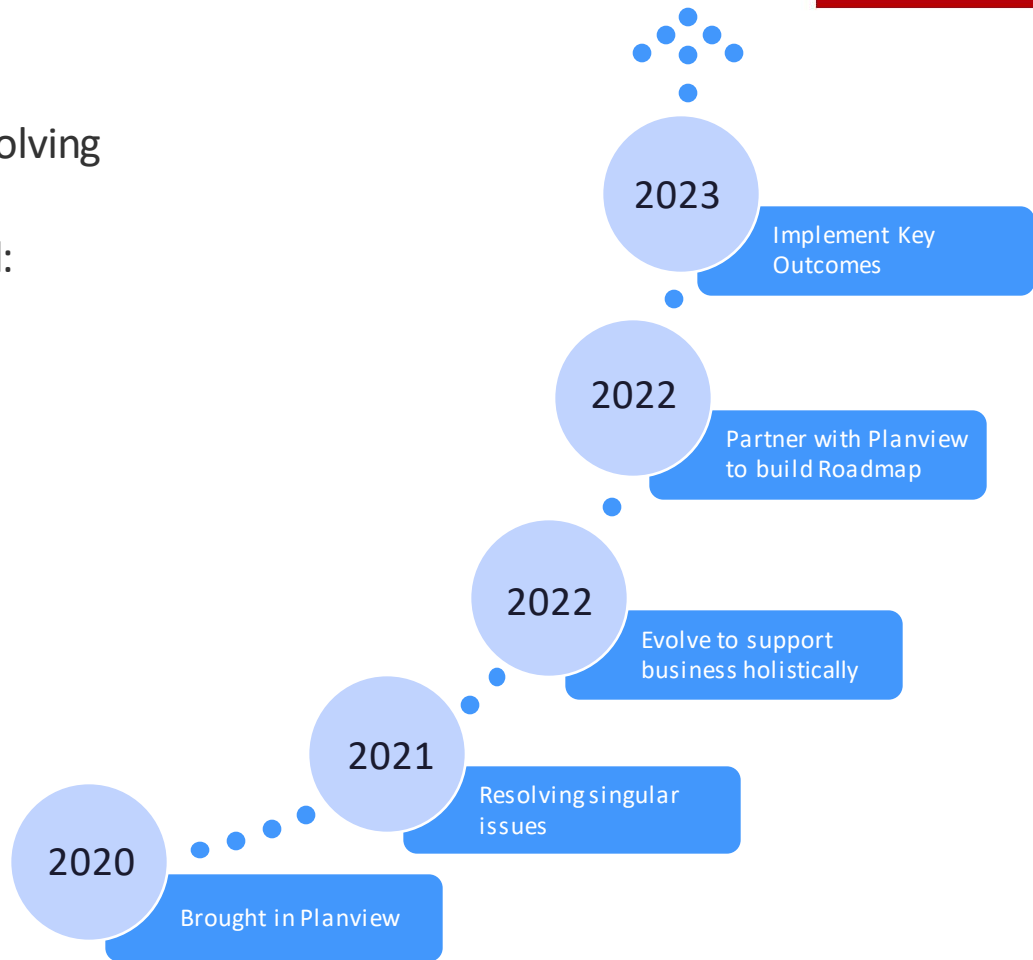 olving
:
2023
Implement Key
Outcomes
2022
Partner with Planview
to build Roadmap
2022
Evolve to support
business holistically
2021
Resolving singular
issues
2020
Brought in Planview